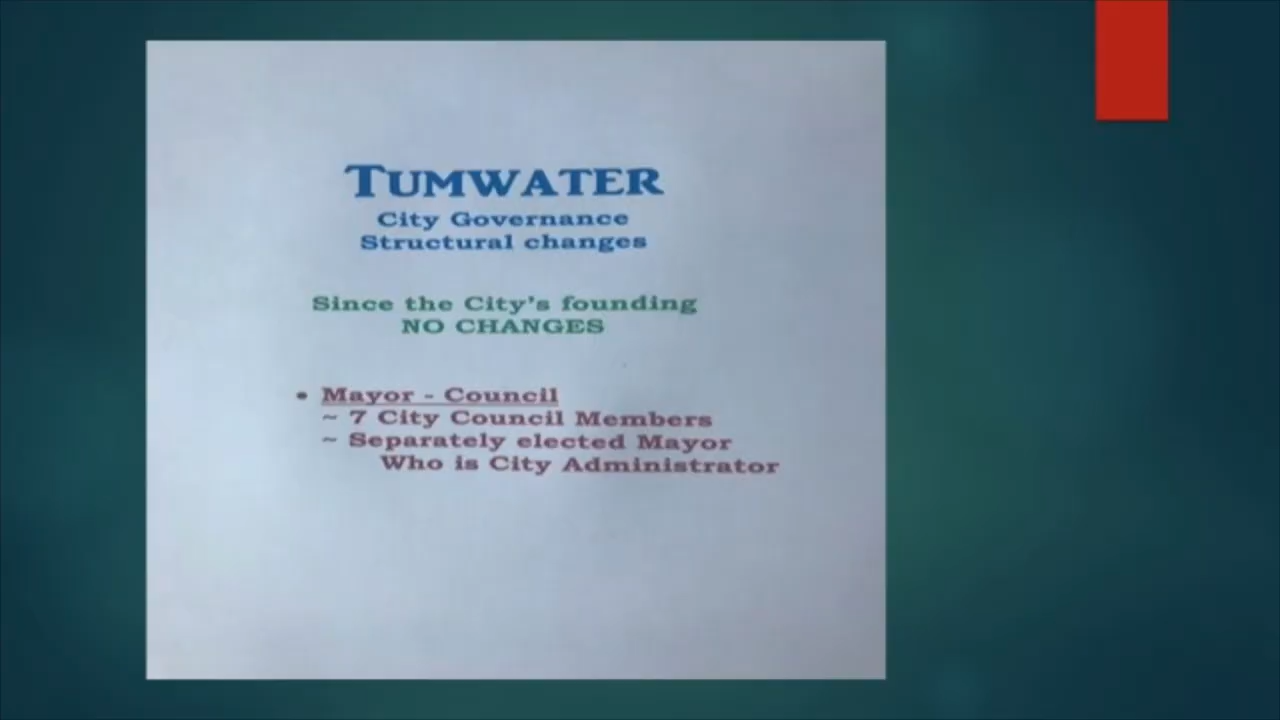 TUMWATER
City Governance
Structural changes
Since the City's founding
NO CHANGES
• Mayor - Council
~ 7 City Council Members
~ Separately elected Mayor
Who is City Administrator